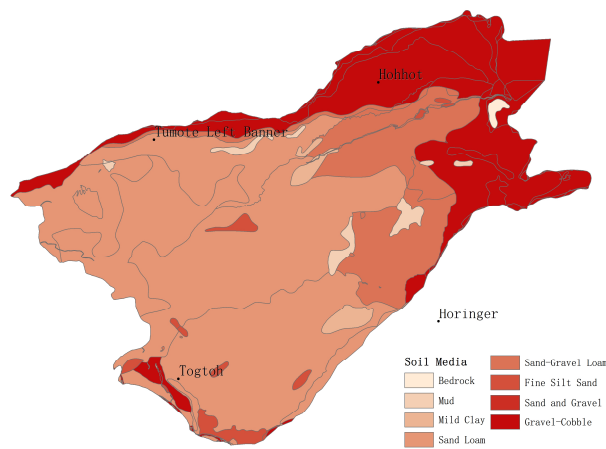 Hohhot
Tumote Left Banner
Horinger
Togtoh
Soil Media
Bedrock
Mud
Mild Clay
Sand Loam
Sand-Gravel Loam
Fine Silt Sand
Sand and Gravel
Gravel-Cobble